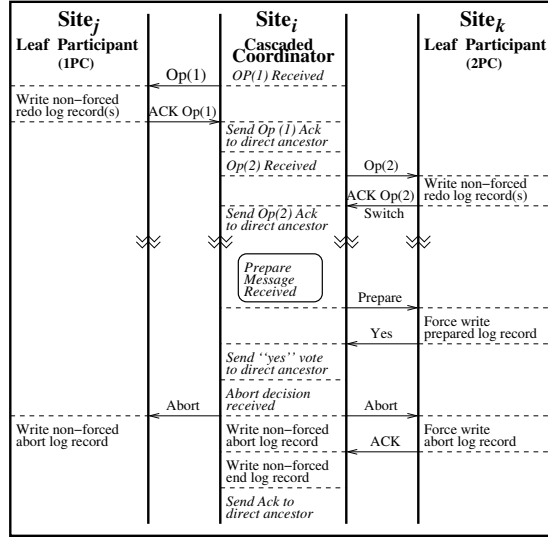 Site_j
Leaf Participant
(1PC)
Site_i
Cascaded
Coordinator
Site_k
Leaf Participant
(2PC)
Op(1)
OP(1) Received
Write non−forced
redo log record(s)
ACK Op(1)
Send Op (1) Ack
to direct ancestor
Op(2) Received
Op(2)
ACK Op(2)
Switch
Write non−forced
redo log record(s)
Send Op(2) Ack
to direct ancestor
Prepare
Message
Received
Prepare
Yes
Force write
prepared log record
Send ‘‘yes’’ vote
to direct ancestor
Abort decision
received
Abort
Abort
Write non−forced
abort log record
Write non−forced
abort log record
ACK
Force write
abort log record
Write non−forced
end log record
Send Ack to
direct ancestor